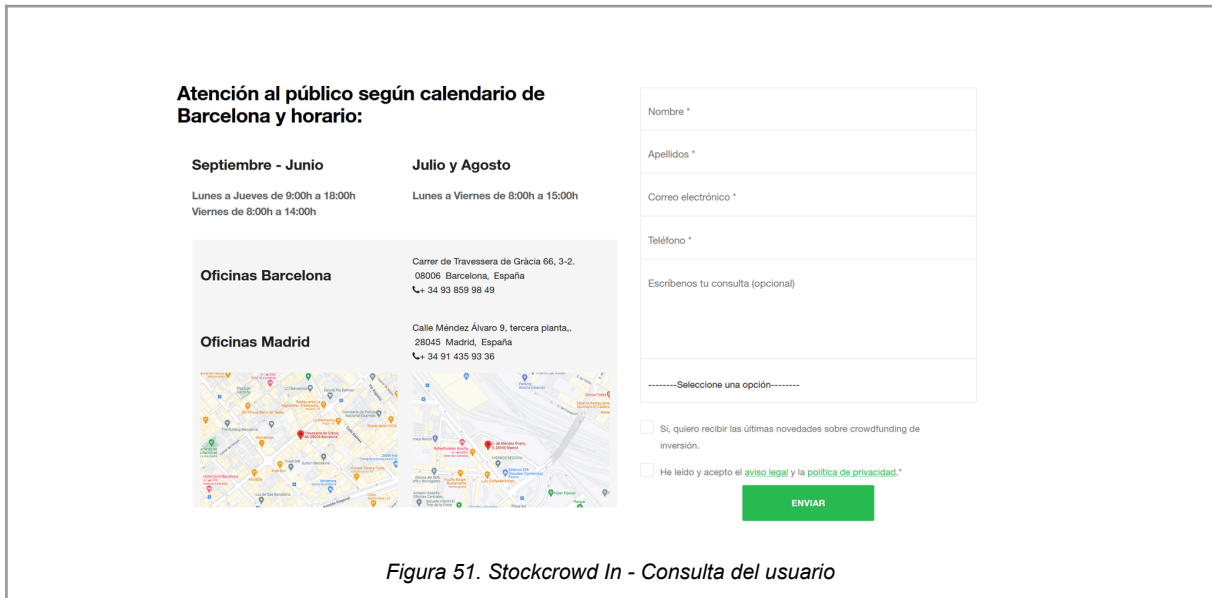 Atención al público según calendario de
Barcelona y horario:
Septiembre - Junio
Lunes a Jueves de 9:00h a 18:00h
Viernes de 8:00h a 14:00h
Julio y Agosto
Lunes a Viernes de 8:00h a 15:00h
Oficinas Barcelona
Carrer de Travessera de Gràcia 66, 3-2.
08006 Barcelona, España
+ 34 93 859 98 49
Oficinas Madrid
Calle Méndez Álvaro 9, tercera planta,.
28045 Madrid, España
+ 34 91 435 93 36
Nombre *
Apellidos *
Correo electrónico *
Teléfono *
Escríbenos tu consulta (opcional)
--------Seleccione una opción--------
Sí, quiero recibir las últimas novedades sobre crowdfunding de
inversión.
He leído y acepto el aviso legal y la política de privacidad.*
ENVIAR
Figura 51. Stockcrowd In - Consulta del usuario